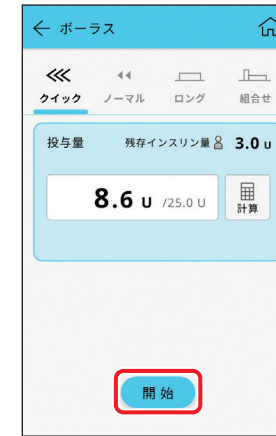 ← ボーラス
クイック ノーマル ロング 組合せ
投与量 残存インスリン量 3.0 U
8.6 U /25.0 U
計算
開始